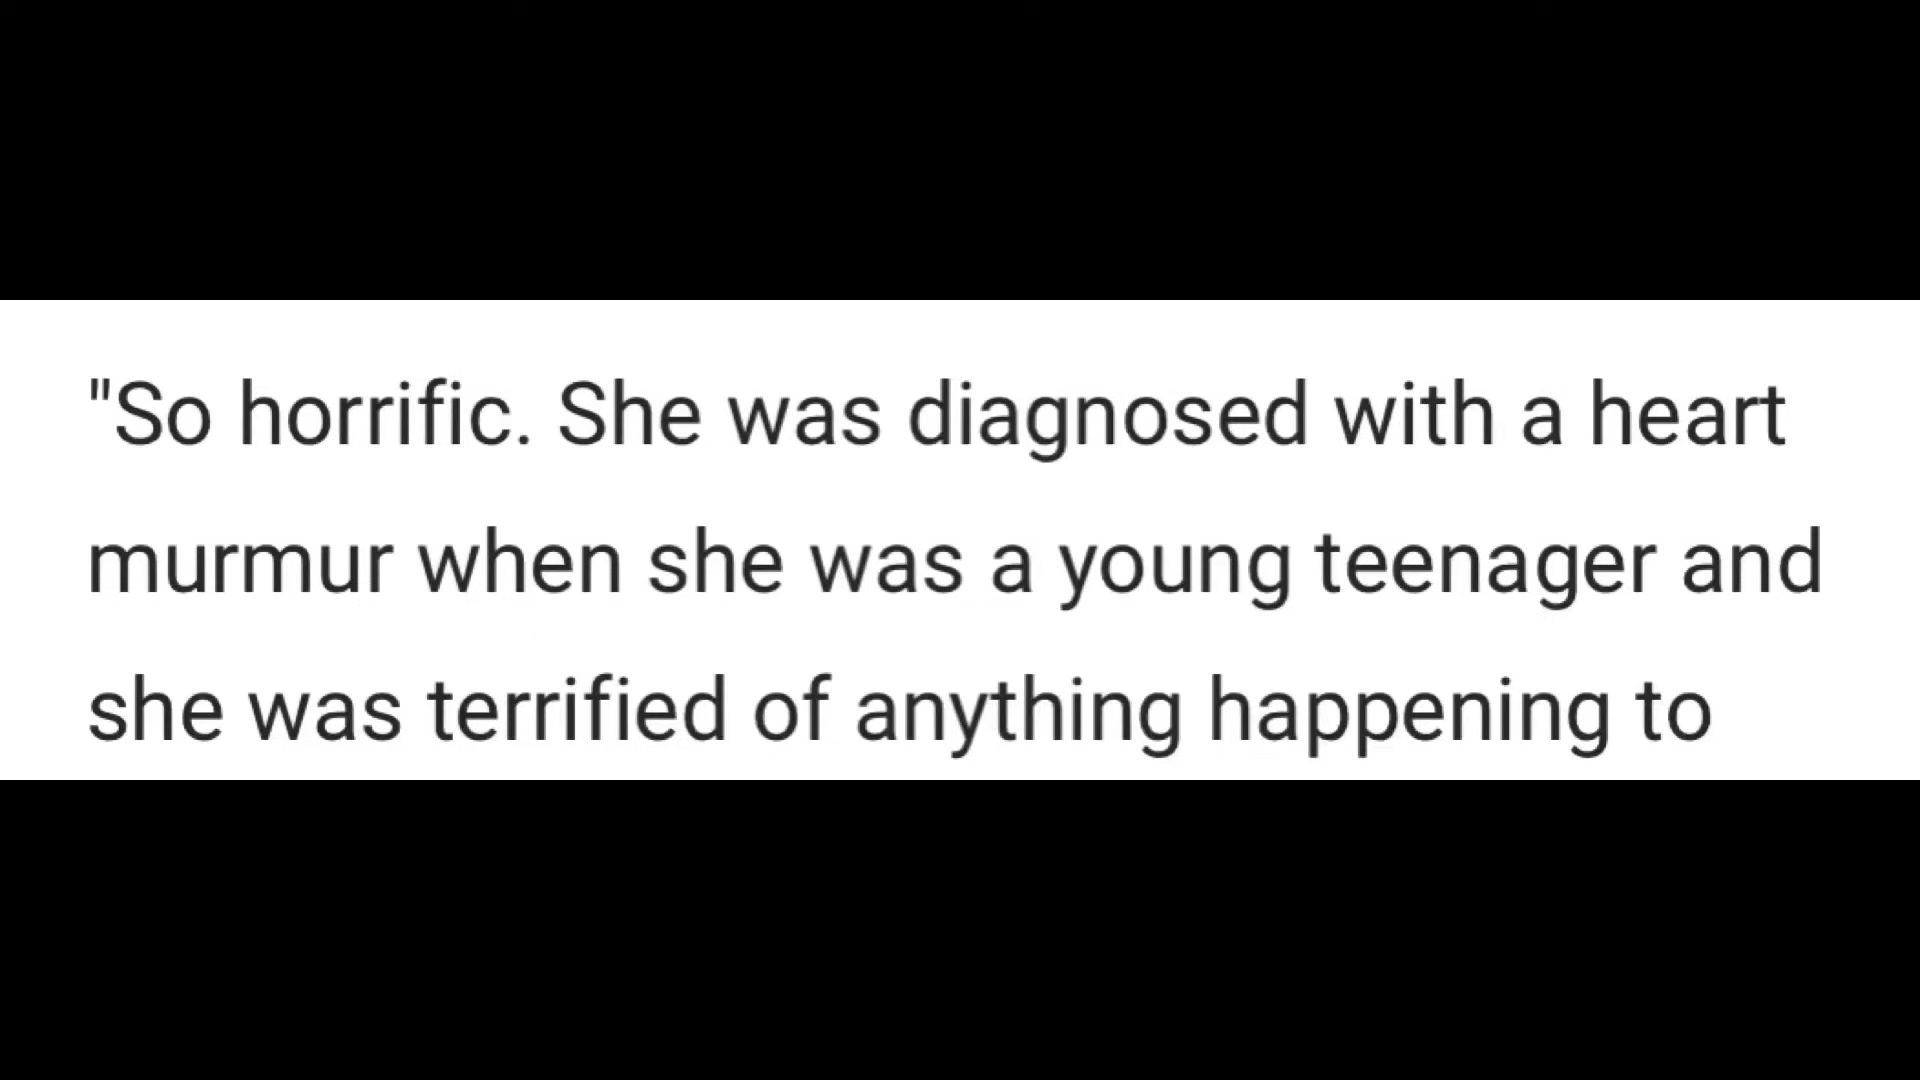 "So horrific. She was diagnosed with a heart
murmur when she was a young teenager and
she was terrified of anything happening to